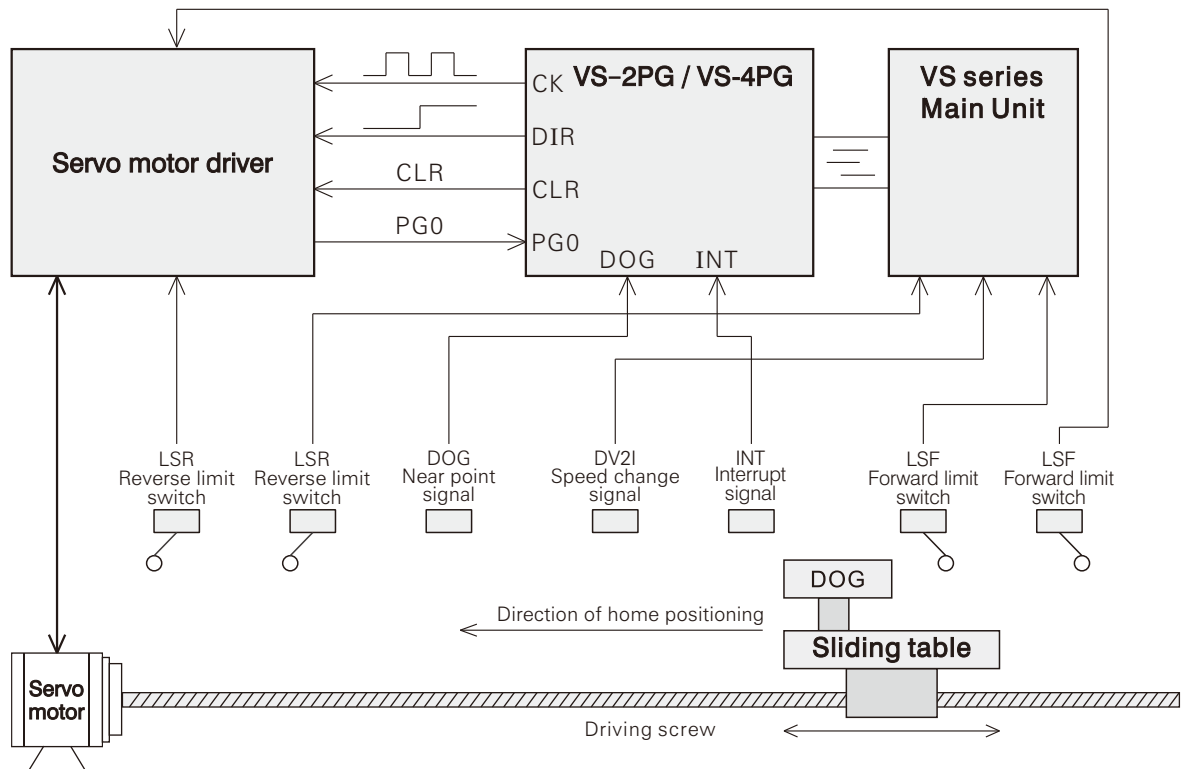 Servo motor driver
CK
DIR
CLR
CLR
PG0
PG0
VS-2PG / VS-4PG
DOG
INT
VS series
Main Unit
LSR
Reverse limit
switch
LSR
Reverse limit
switch
DOG
Near point
signal
DV2I
Speed change
signal
INT
Interrupt
signal
LSF
Forward limit
switch
LSF
Forward limit
switch
DOG
Direction of home positioning
Sliding table
Servo
motor
Driving screw